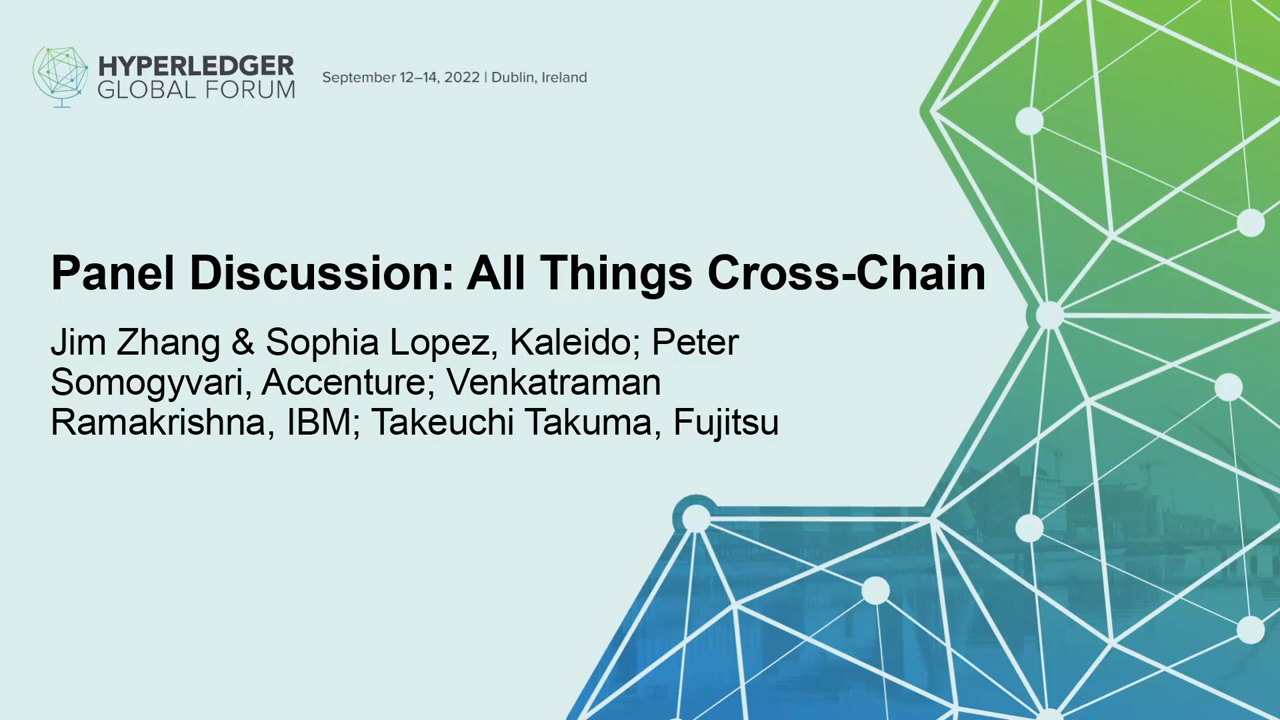 HYPERLEDGER
GLOBAL FORUM
September 12–14, 2022 | Dublin, Ireland
Panel Discussion: All Things Cross-Chain
Jim Zhang & Sophia Lopez, Kaleido; Peter
Somogyvari, Accenture; Venkatraman
Ramakrishna, IBM; Takeuchi Takuma, Fujitsu